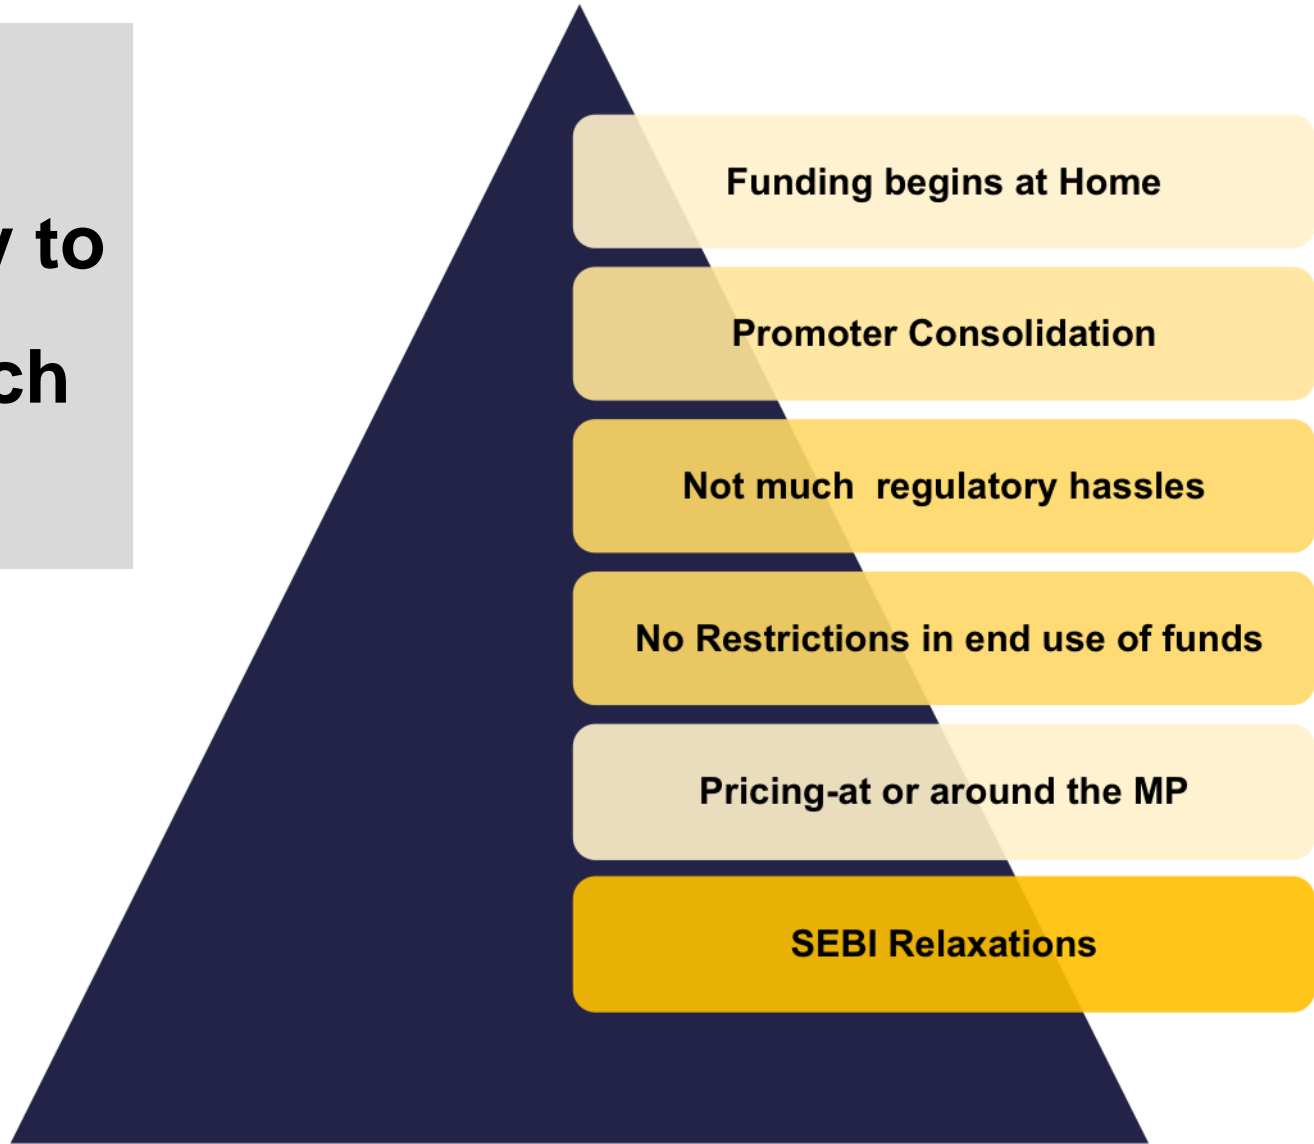 to
Funding begins at Home
Promoter Consolidation
Not much  regulatory hassles
No Restrictions in end use of funds
Pricing-at or around the MP
SEBI Relaxations